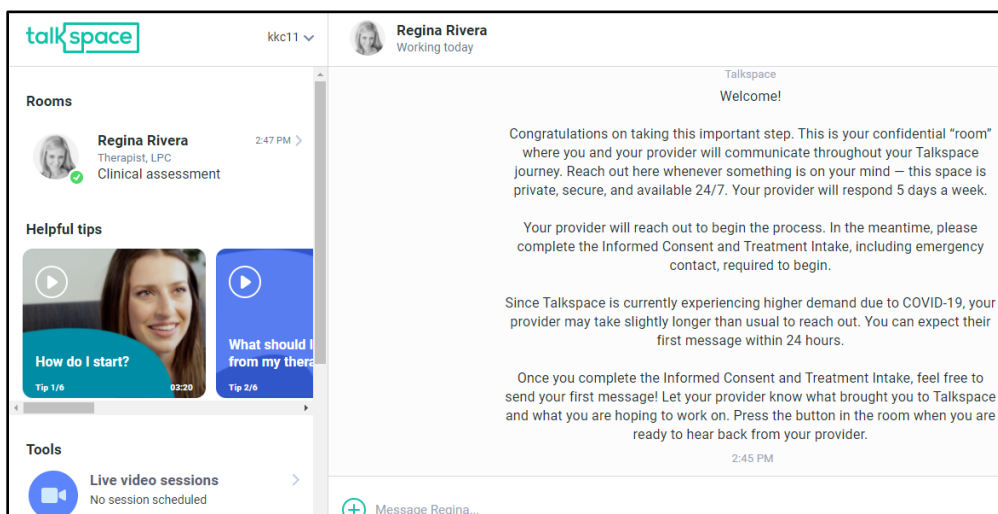 talkspace
kkc11
Regina Rivera
Working today
Rooms
Regina Rivera
2:47 PM
Therapist, LPC
Clinical assessment
Helpful tips
How do I start?
Tip 1/6
03:20
What should I
from my thera
Tip 2/6
Tools
Live video sessions
No session scheduled
Talkspace
Welcome!
Congratulations on taking this important step. This is your confidential “room”
where you and your provider will communicate throughout your Talkspace
journey. Reach out here whenever something is on your mind — this space is
private, secure, and available 24/7. Your provider will respond 5 days a week.
Your provider will reach out to begin the process. In the meantime, please
complete the Informed Consent and Treatment Intake, including emergency
contact, required to begin.
Since Talkspace is currently experiencing higher demand due to COVID-19, your
provider may take slightly longer than usual to reach out. You can expect their
first message within 24 hours.
Once you complete the Informed Consent and Treatment Intake, feel free to
send your first message! Let your provider know what brought you to Talkspace
and what you are hoping to work on. Press the button in the room when you are
ready to hear back from your provider.
2:45 PM
Message Regina...